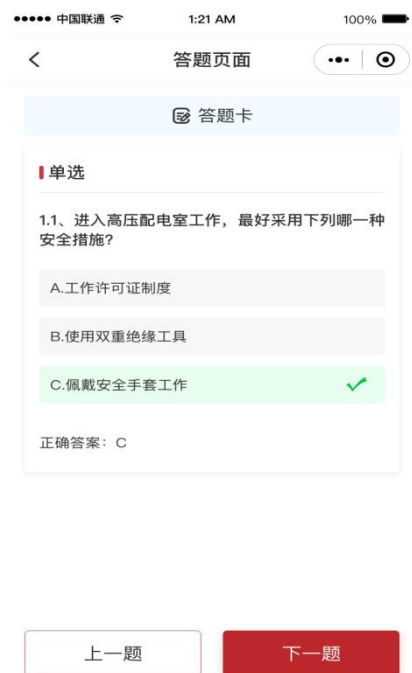 中国联通 1:21 AM 100%
答题页面
答题卡
单选
1.1、进入高压配电室工作，最好采用下列哪一种
安全措施?
A.工作许可证制度
B.使用双重绝缘工具
C.佩戴安全手套工作
正确答案：C
上一题 下一题